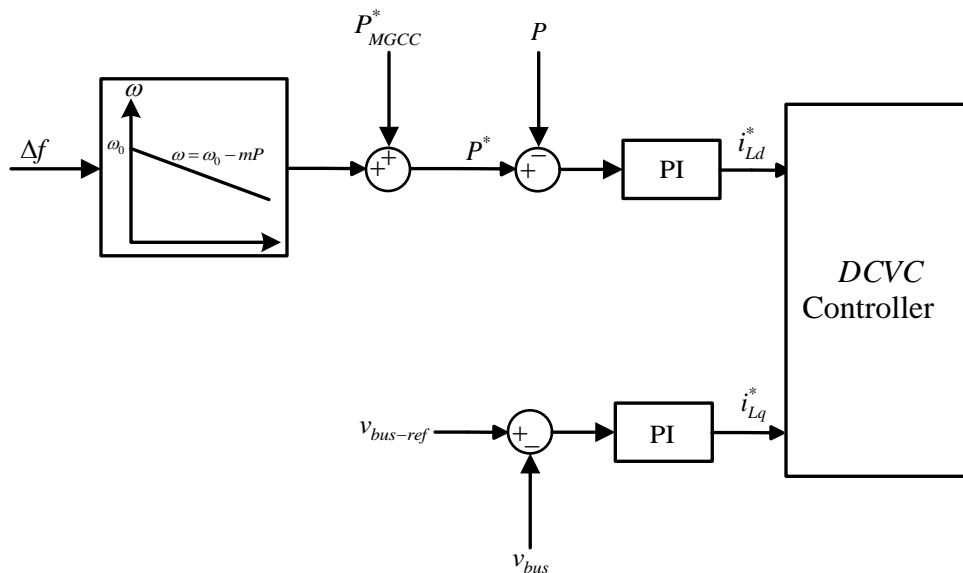 P*MGCC
P
ω
Δf
ω0
ω=ω0−mP
+
+
P*
−
+
PI
i*Ld
DCVC
Controller
vbus−ref
+
−
PI
i*Lq
vbus